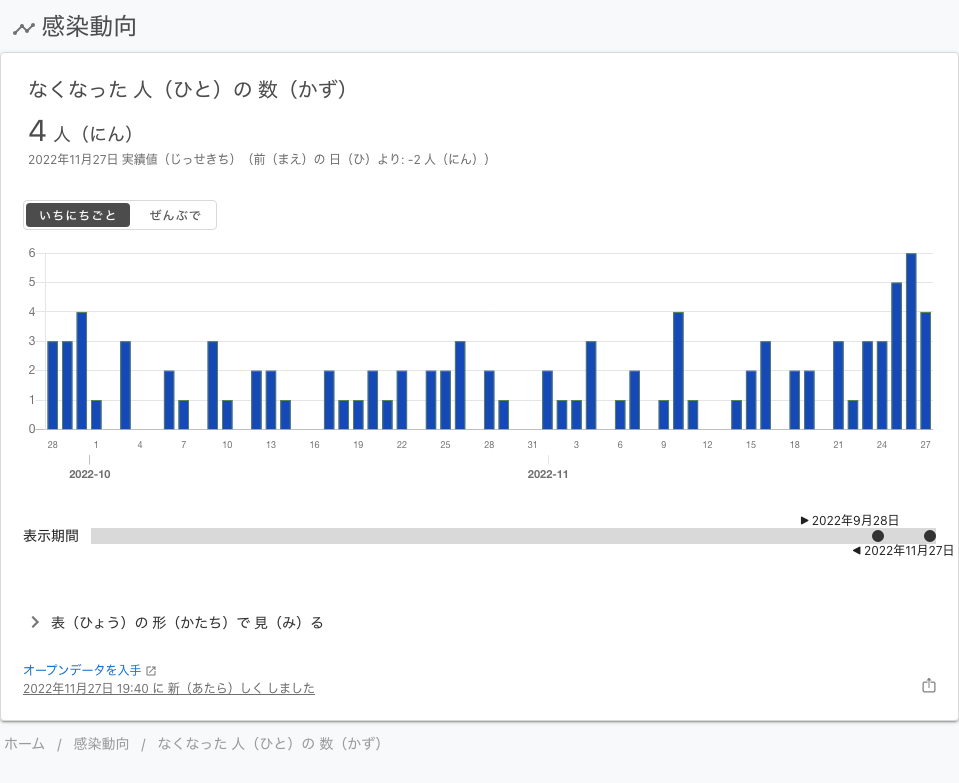 感染動向
なくなった 人（ひと）の 数（かず）
4 人（にん）
2022年11月27日 実績値（じっせきち）（前（まえ）の 日（ひ）より: -2 人（にん））
いちにちごと ぜんぶで
6
5
4
3
2
1
0
28 1 4 7 10 13 16 19 22 25 28 31 3 6 9 12 15 18 21 24 27
2022-10 2022-11
▶ 2022年9月28日
表示期間
◀ 2022年11月27日
表（ひょう）の 形（かたち）で 見（み）る
オープンデータを入手
2022年11月27日 19:40 に 新（あたら）しく しました
ホーム / 感染動向 / なくなった 人（ひと）の 数（かず）